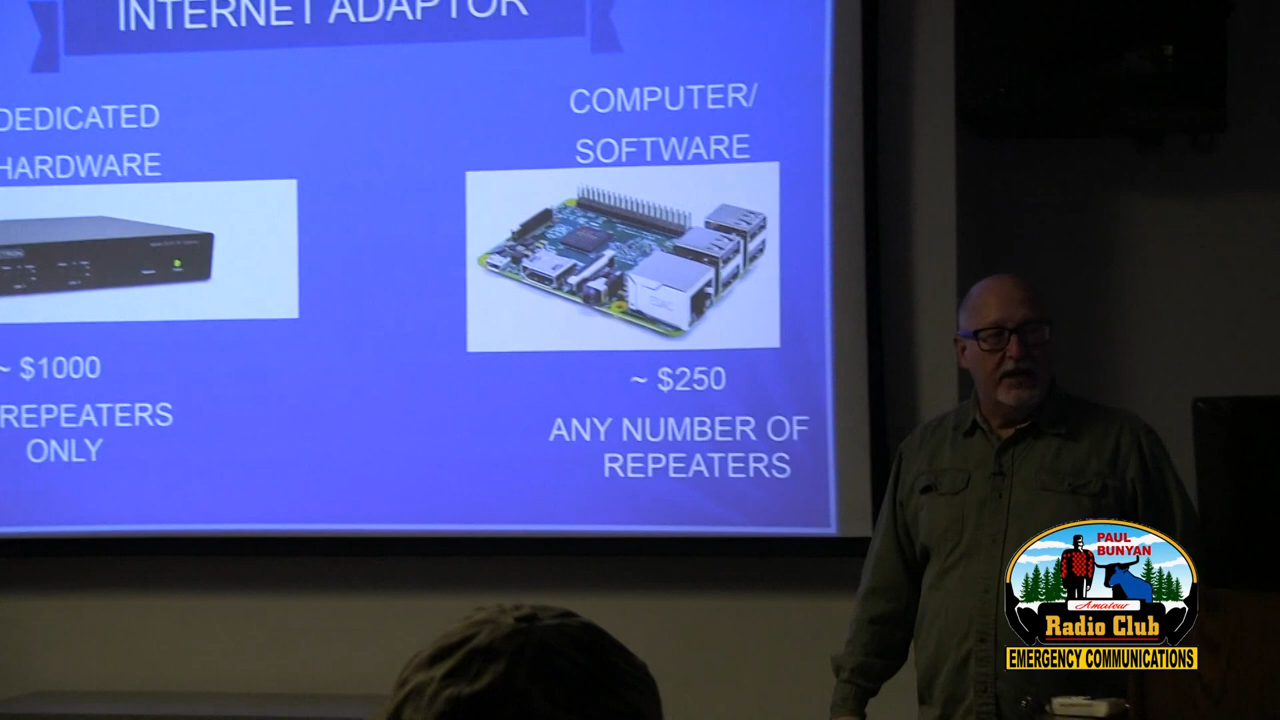 INTERNET ADAPTOR
DEDICATED
HARDWARE
COMPUTER/
SOFTWARE
~ $1000
REPEATERS
ONLY
~ $250
ANY NUMBER OF
REPEATERS
PAUL
BUNYAN
Amateur
Radio Club
EMERGENCY COMMUNICATIONS